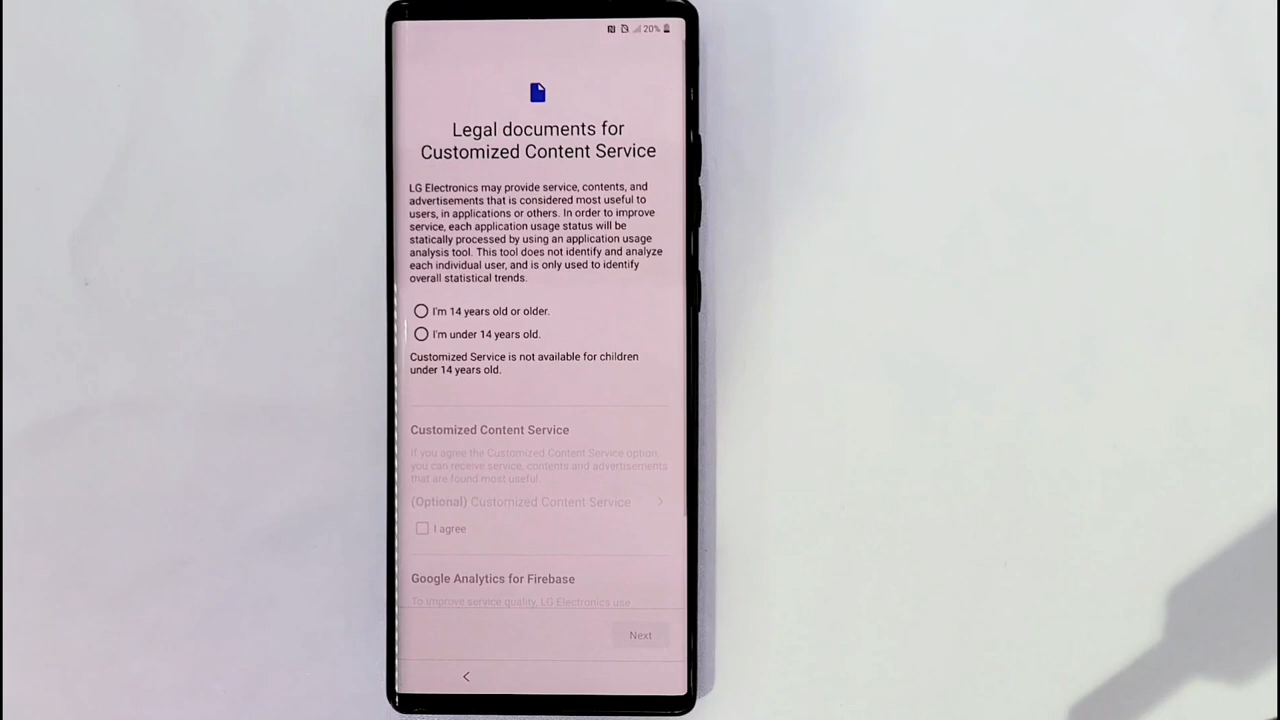 20%
Legal documents for
Customized Content Service
LG Electronics may provide service, contents, and
advertisements that is considered most useful to
users, in applications or others. In order to improve
service, each application usage status will be
statically processed by using an application usage
analysis tool. This tool does not identify and analyze
each individual user, and is only used to identify
overall statistical trends.
I'm 14 years old or older.
I'm under 14 years old.
Customized Service is not available for children
under 14 years old.
Customized Content Service
If you agree the Customized Content Service option,
you can receive service, contents and advertisements
that are found most useful.
(Optional) Customized Content Service
I agree
Google Analytics for Firebase
To improve service quality, LG Electronics use
Next